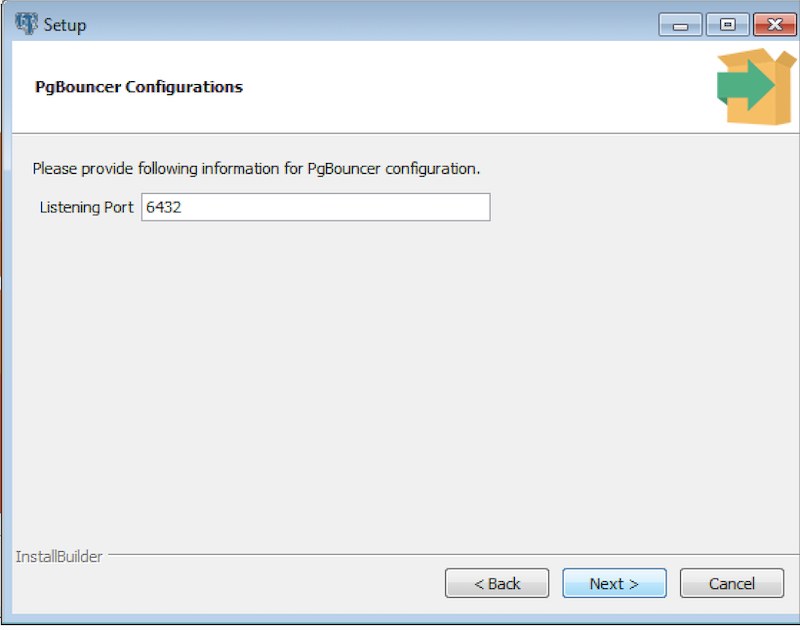 Setup
PgBouncer Configurations
Please provide following information for PgBouncer configuration.
Listening Port 6432
InstallBuilder
< Back Next > Cancel